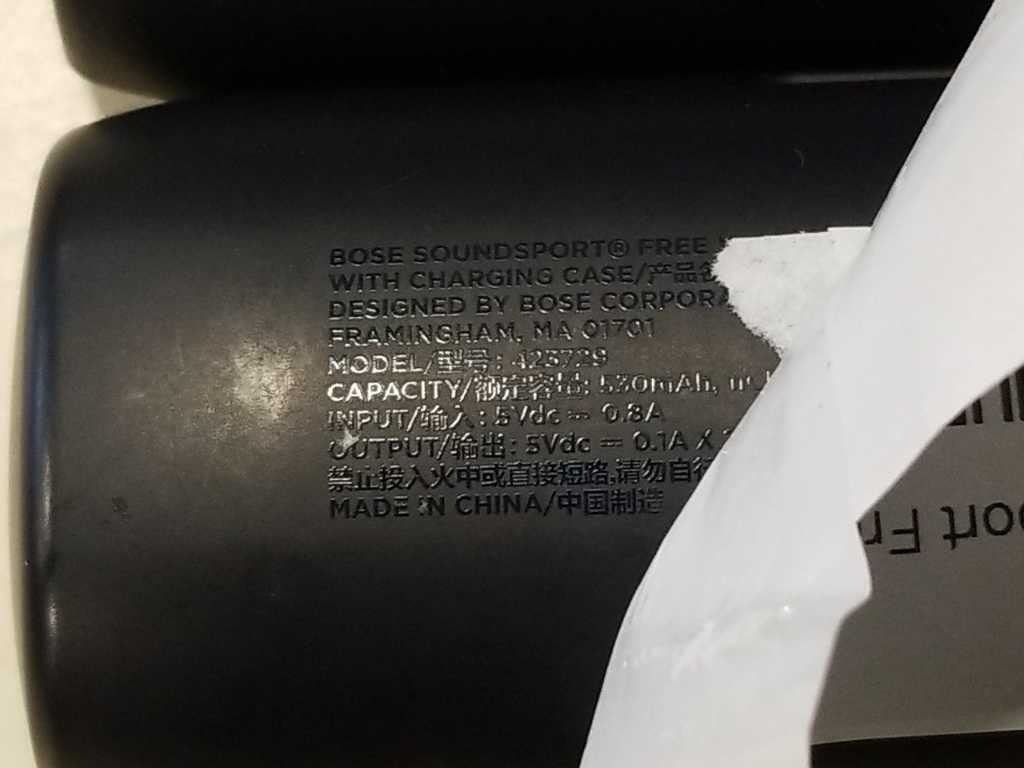 BOSE SOUNDSPORT® FREE
WITH CHARGING CASE/产品
DESIGNED BY BOSE CORPORA
FRAMINGHAM, MA 01701
MODEL/型号: 423729
CAPACITY/额定容量: 530mAh,
INPUT/输入: 5Vdc ⎓ 0.8A
OUTPUT/输出: 5Vdc ⎓ 0.1A X
禁止投入火中或直接短路,请勿自行
MADE IN CHINA/中国制造
ort Fr